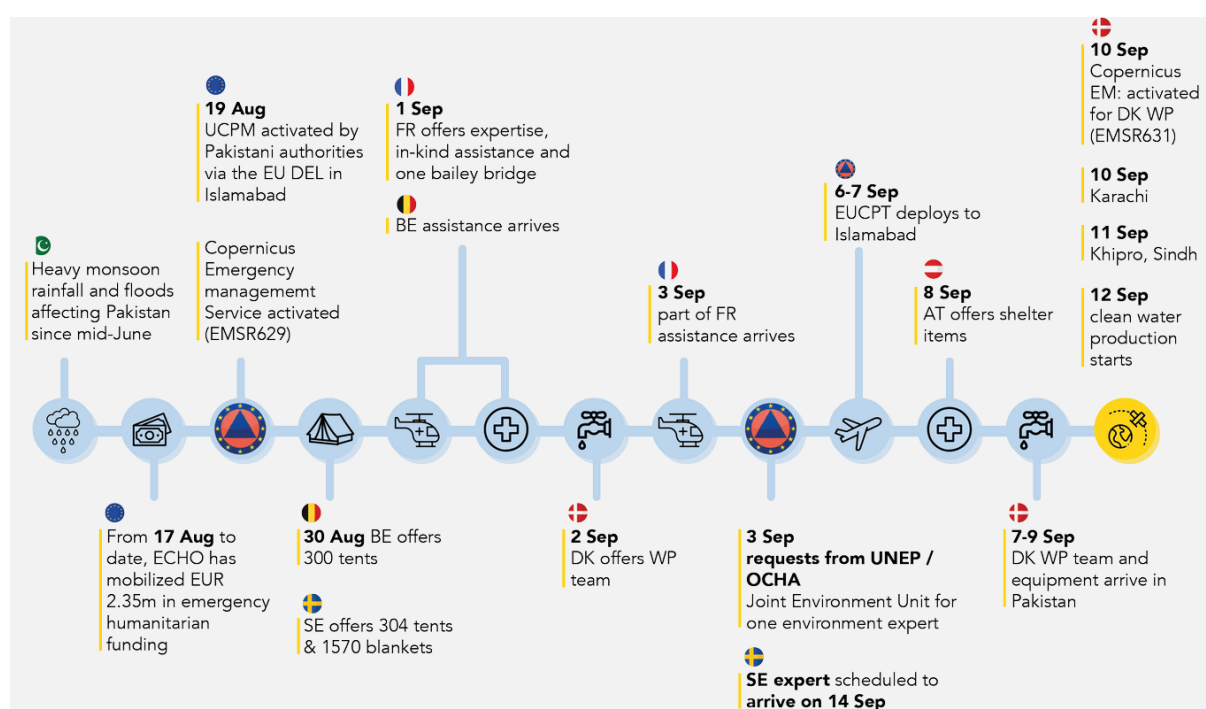 Heavy monsoon
rainfall and floods
affecting Pakistan
since mid-June
From 17 Aug to
date, ECHO has
mobilized EUR
2.35m in emergency
humanitarian
funding
19 Aug
UCPM activated by
Pakistani authorities
via the EU DEL in
Islamabad
Copernicus
Emergency
managememt
Service activated
(EMSR629)
30 Aug BE offers
300 tents
SE offers 304 tents
& 1570 blankets
1 Sep
FR offers expertise,
in-kind assistance and
one bailey bridge
BE assistance arrives
2 Sep
DK offers WP
team
3 Sep
part of FR
assistance arrives
3 Sep
requests from UNEP /
OCHA
Joint Environment Unit for
one environment expert
SE expert scheduled to
arrive on 14 Sep
6-7 Sep
EUCPT deploys to
Islamabad
8 Sep
AT offers shelter
items
7-9 Sep
DK WP team and
equipment arrive in
Pakistan
10 Sep
Copernicus
EM: activated
for DK WP
(EMSR631)
10 Sep
Karachi
11 Sep
Khipro, Sindh
12 Sep
clean water
production
starts